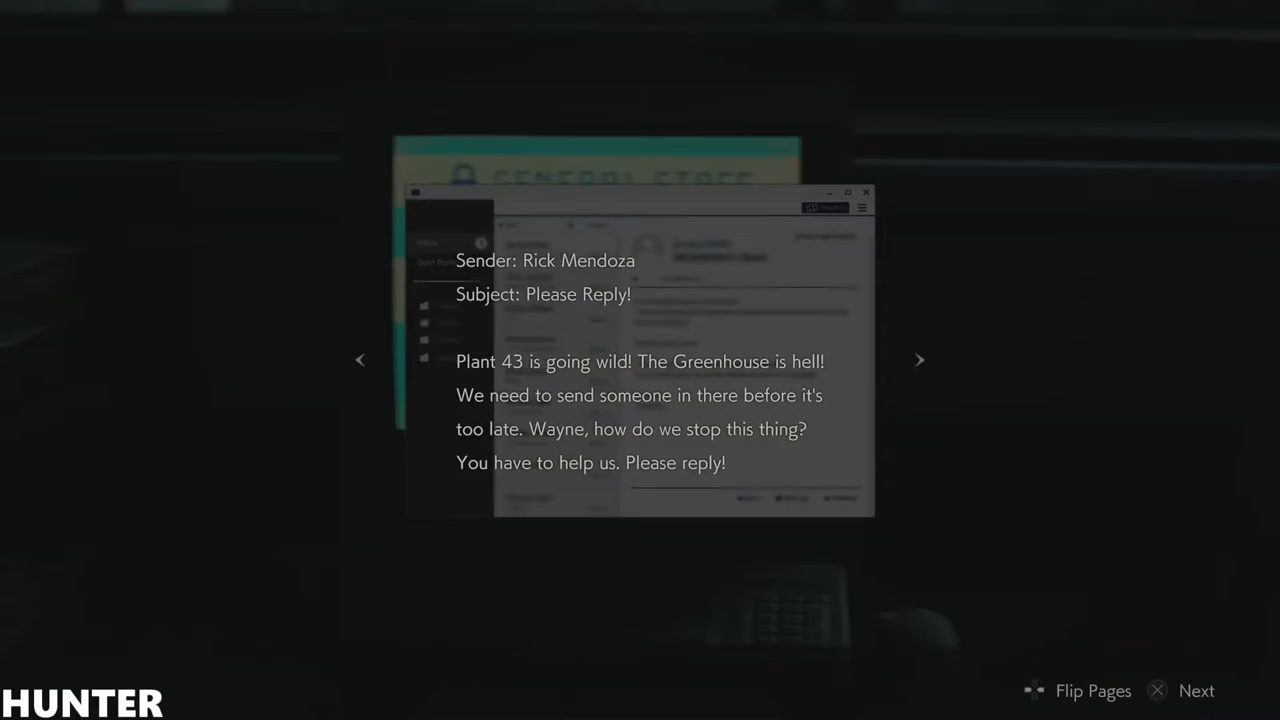 GENERAL STAFF
Sender: Rick Mendoza
Subject: Please Reply!
Plant 43 is going wild! The Greenhouse is hell!
We need to send someone in there before it's
too late. Wayne, how do we stop this thing?
You have to help us. Please reply!
Flip Pages
Next
HUNTER